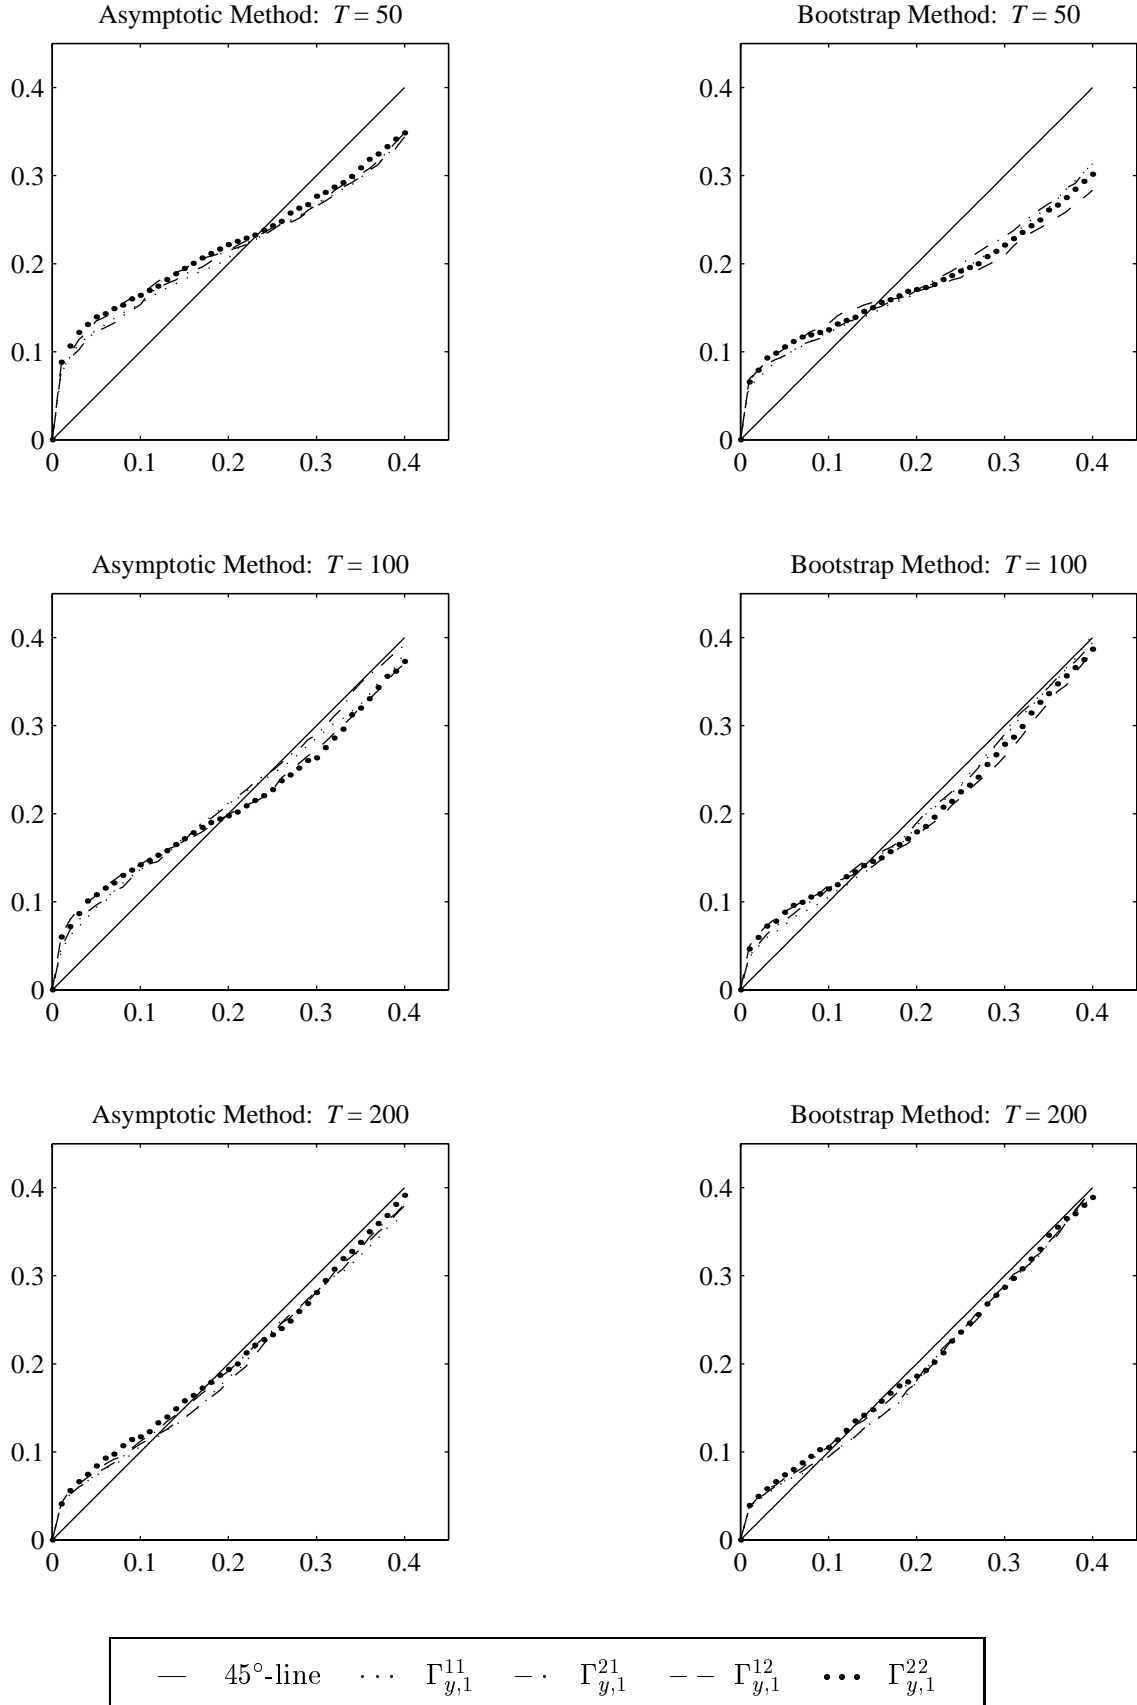 Asymptotic Method: T = 50
Bootstrap Method: T = 50
0.4
0.3
0.2
0.1
0
0 0.1 0.2 0.3 0.4
0.4
0.3
0.2
0.1
0
0 0.1 0.2 0.3 0.4
Asymptotic Method: T = 100
Bootstrap Method: T = 100
0.4
0.3
0.2
0.1
0
0 0.1 0.2 0.3 0.4
0.4
0.3
0.2
0.1
0
0 0.1 0.2 0.3 0.4
Asymptotic Method: T = 200
Bootstrap Method: T = 200
0.4
0.3
0.2
0.1
0
0 0.1 0.2 0.3 0.4
0.4
0.3
0.2
0.1
0
0 0.1 0.2 0.3 0.4
— 45°-line ··· Γ^{11}_{y,1} –· Γ^{21}_{y,1} –– Γ^{12}_{y,1} ••• Γ^{22}_{y,1}